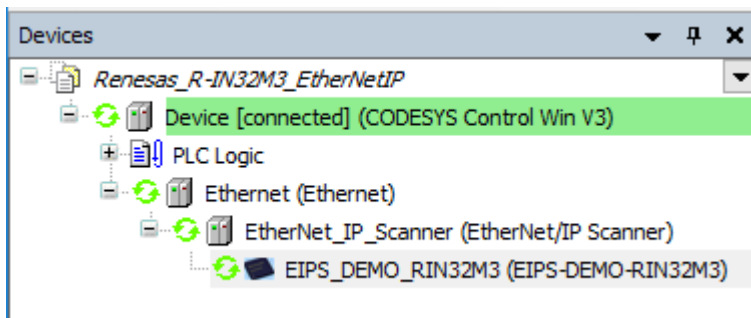 Devices
Renesas_R-IN32M3_EtherNetIP
Device [connected] (CODESYS Control Win V3)
PLC Logic
Ethernet (Ethernet)
EtherNet_IP_Scanner (EtherNet/IP Scanner)
EIPS_DEMO_RIN32M3 (EIPS-DEMO-RIN32M3)